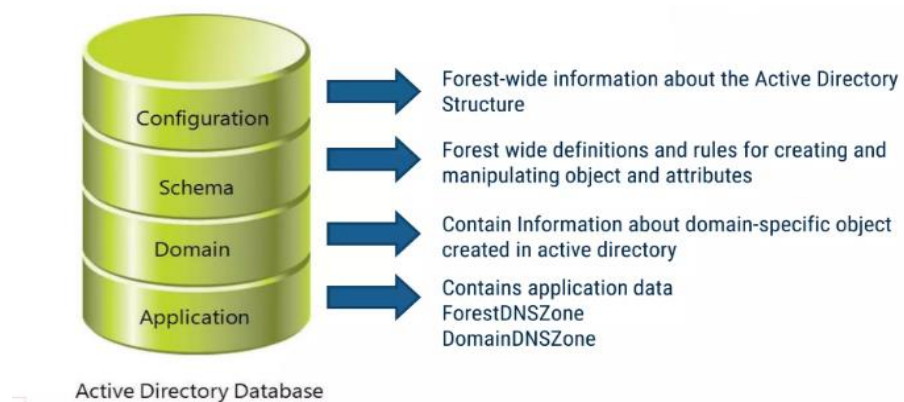 Configuration
Forest-wide information about the Active Directory
Structure
Schema
Forest wide definitions and rules for creating and
manipulating object and attributes
Domain
Contain Information about domain-specific object
created in active directory
Application
Contains application data
ForestDNSZone
DomainDNSZone
Active Directory Database